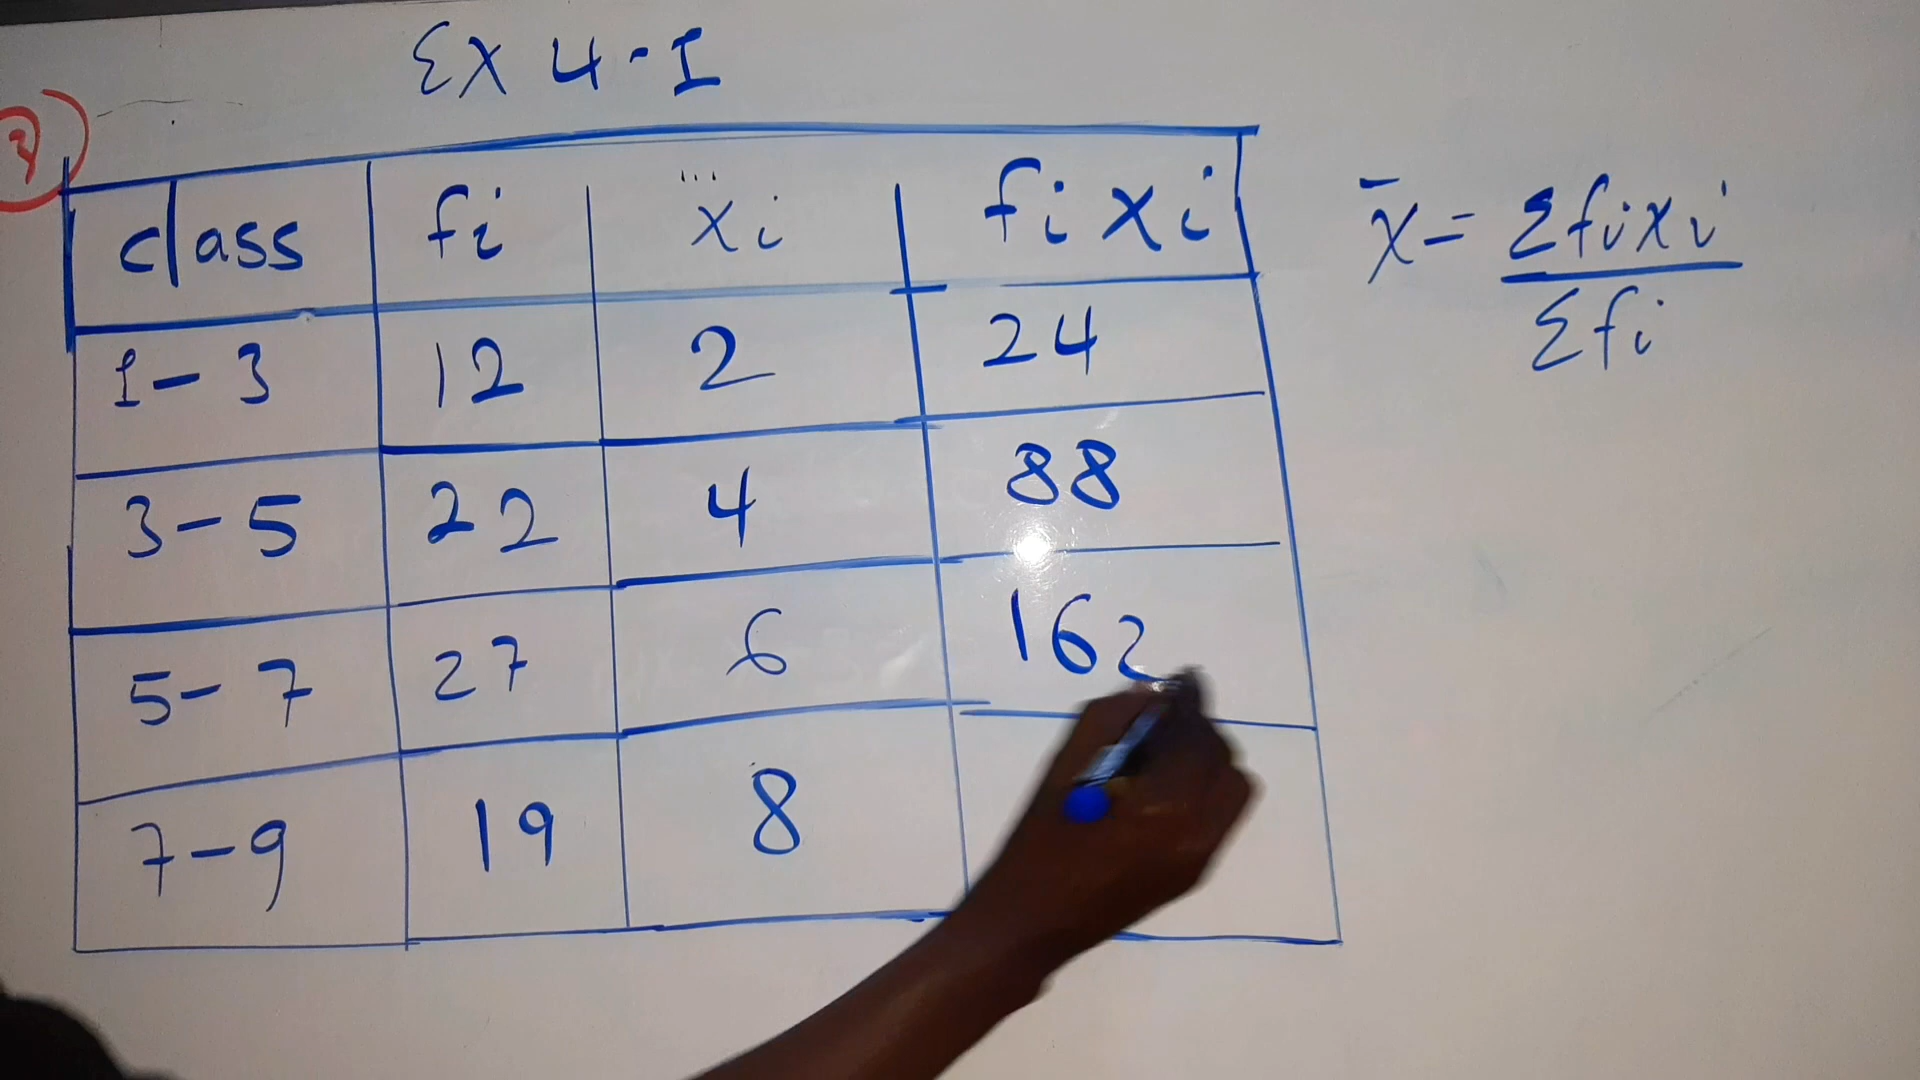 Ex 4-1
class fi xi fixi
x̄ = Σfixi / Σfi
1-3 12 2 24
3-5 22 4 88
5-7 27 6 162
7-9 19 8